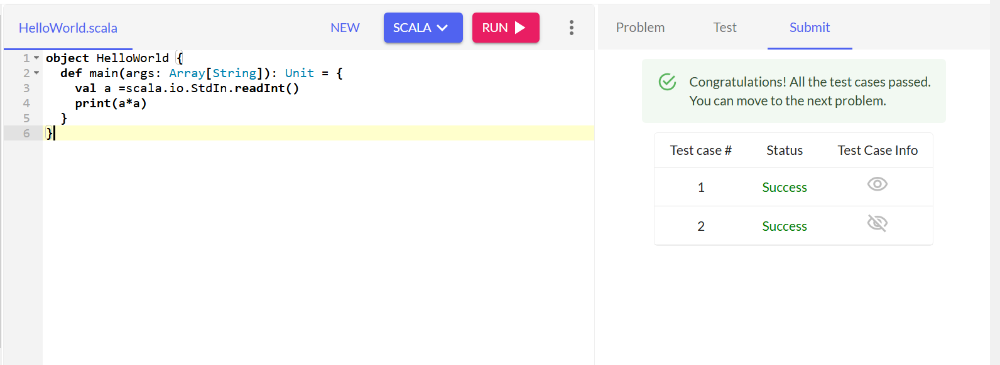 HelloWorld.scala NEW SCALA RUN
1 object HelloWorld {
2 def main(args: Array[String]): Unit = {
3 val a =scala.io.StdIn.readInt()
4 print(a*a)
5 }
6 }
Problem Test Submit
Congratulations! All the test cases passed.
You can move to the next problem.
Test case # Status Test Case Info
1 Success
2 Success